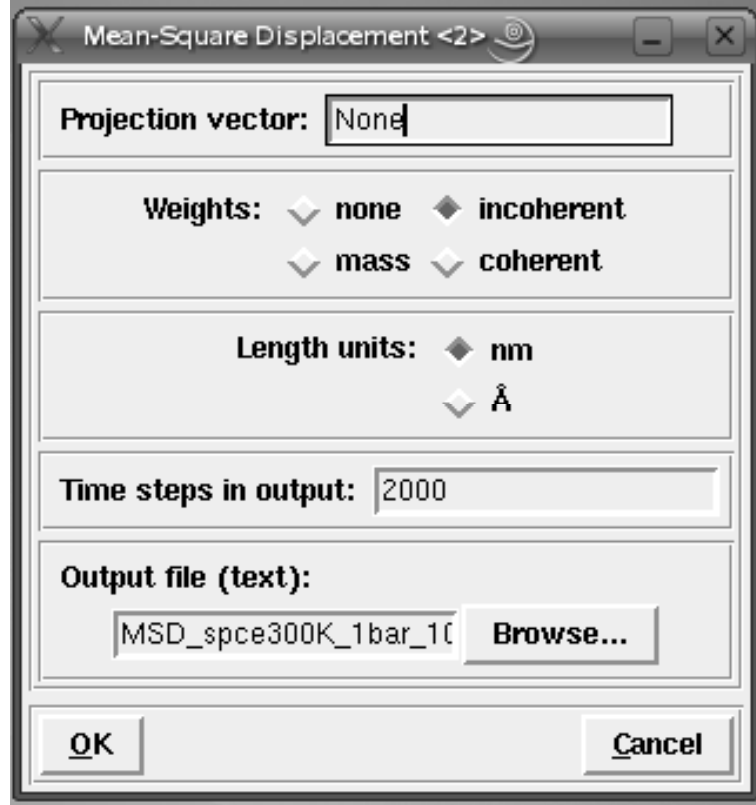 Mean-Square Displacement <2>
Projection vector: None
Weights: none incoherent
mass coherent
Length units: nm
Å
Time steps in output: 2000
Output file (text):
MSD_spce300K_1bar_10 Browse...
OK Cancel